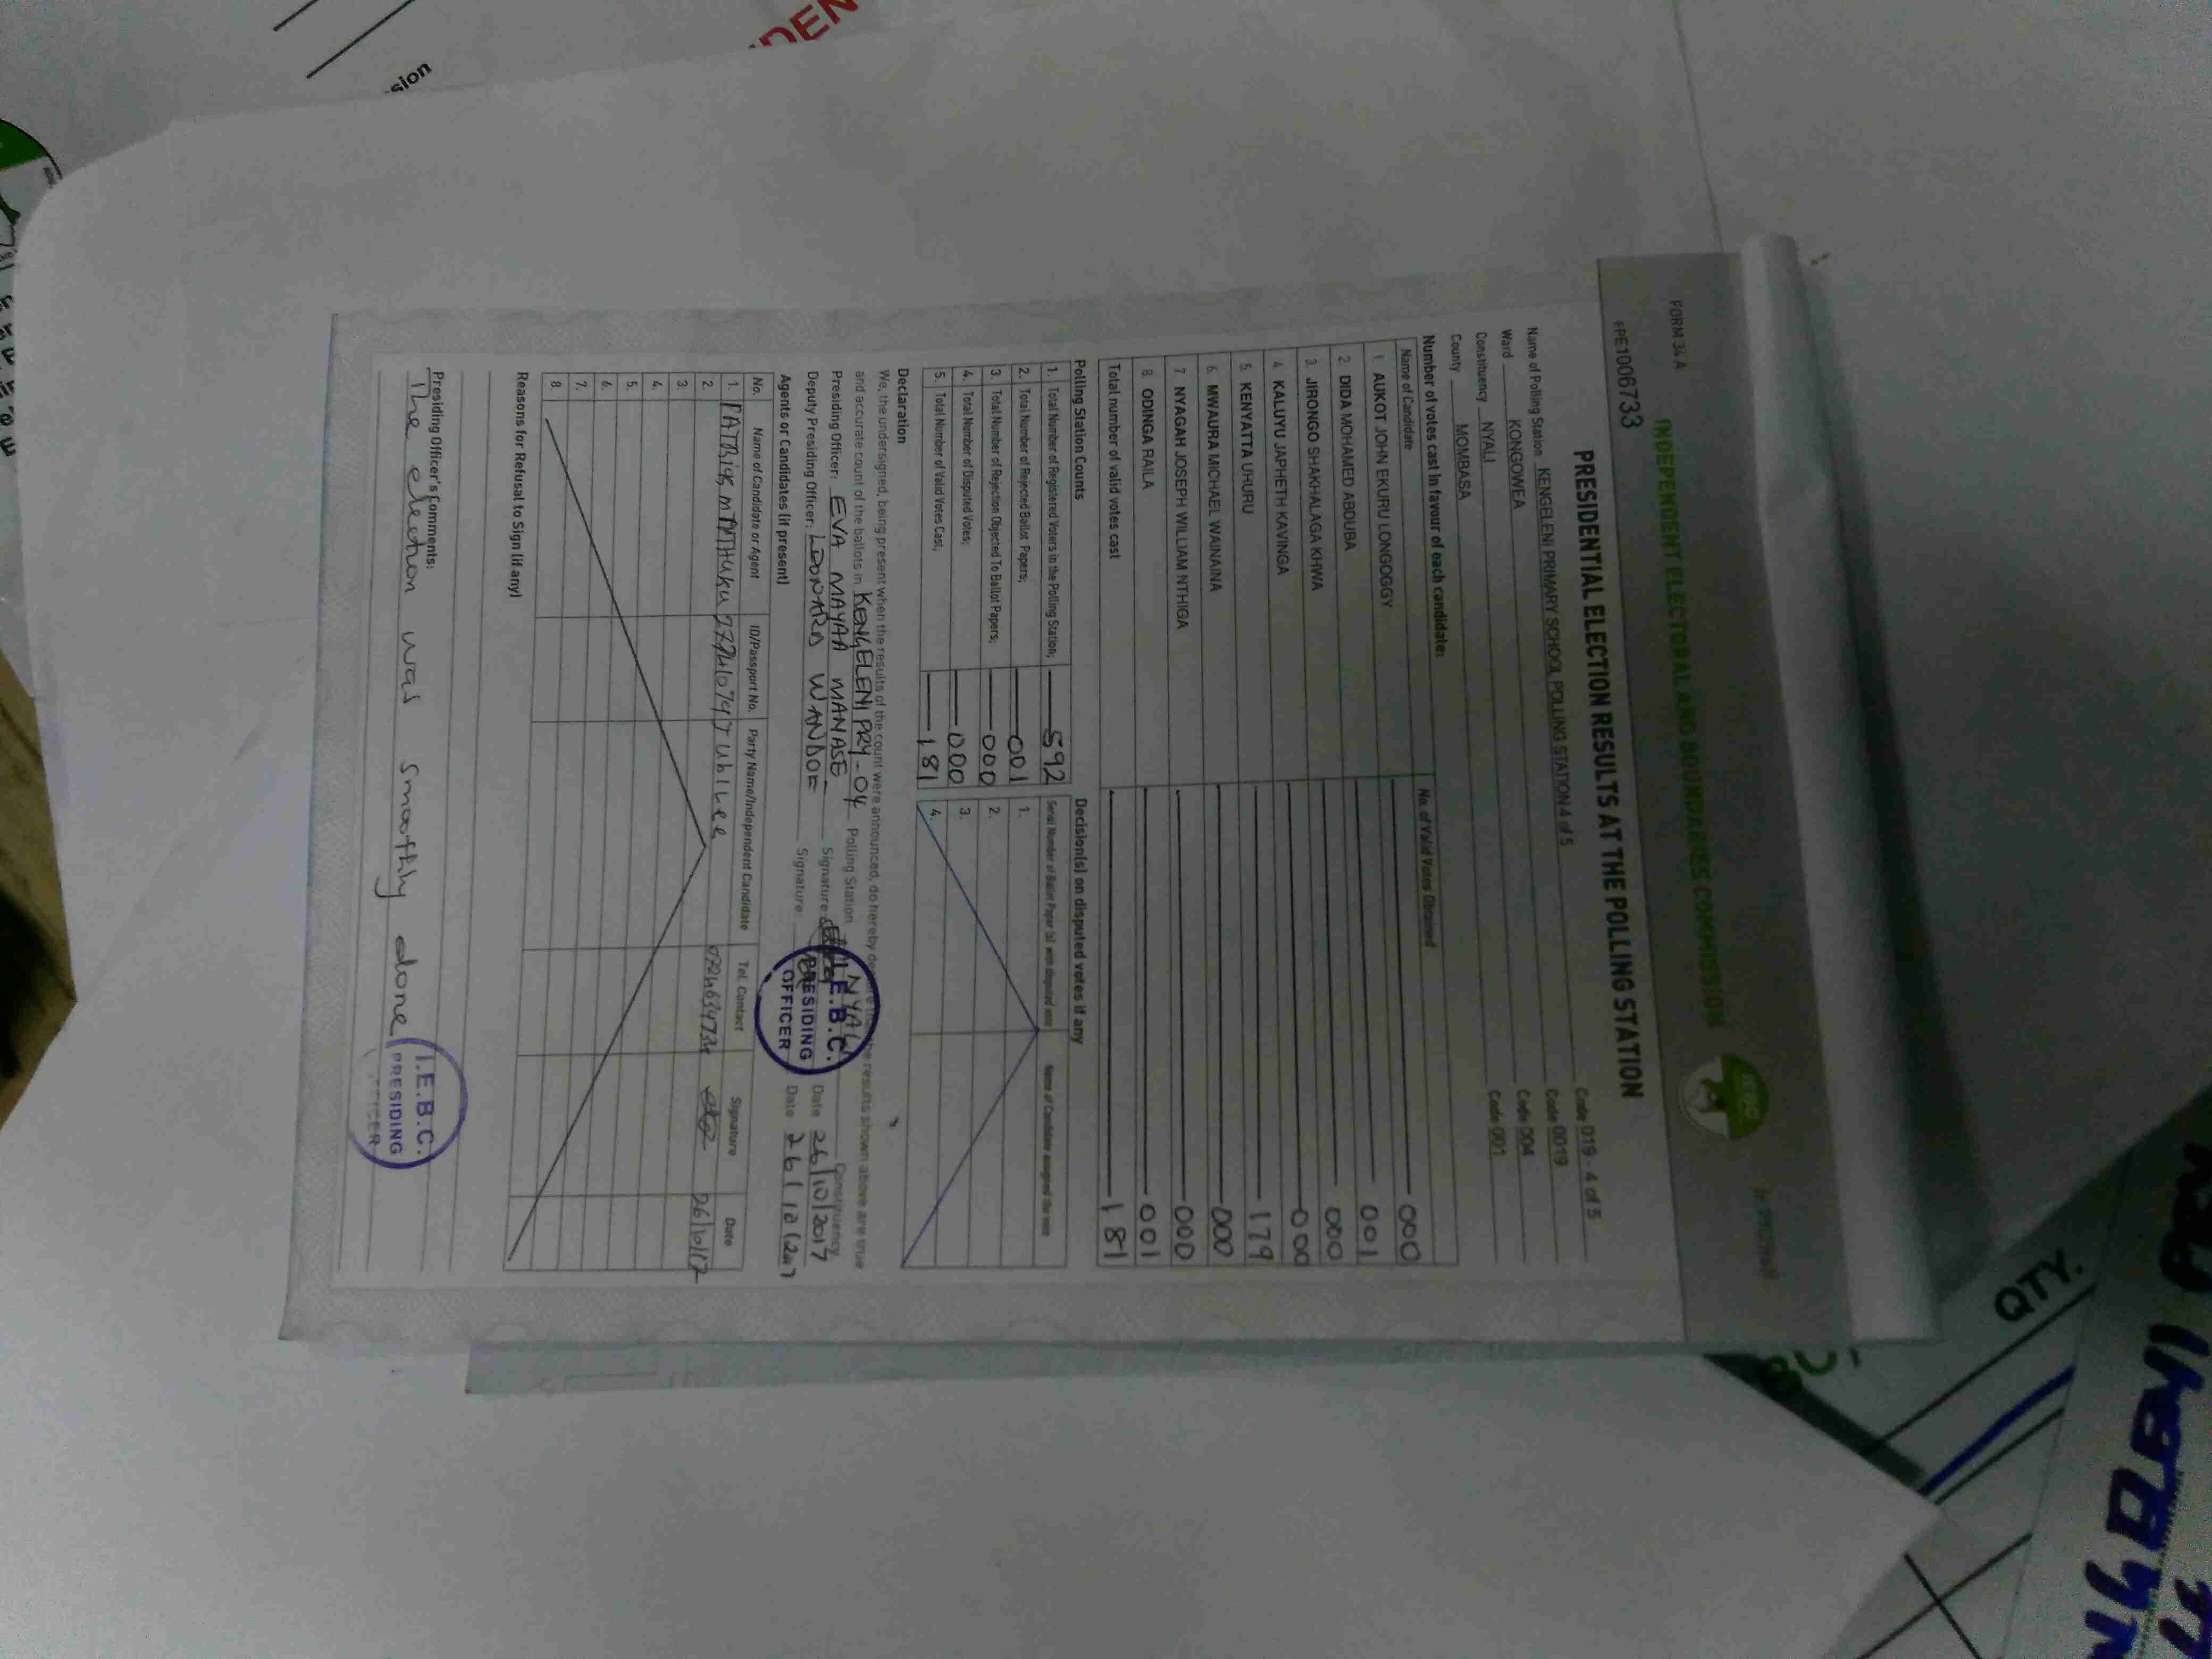 FORM 34 A
INDEPENDENT ELECTORAL AND BOUNDARIES COMMISSION
IEBC
PPE1006733
PRESIDENTIAL ELECTION RESULTS AT THE POLLING STATION
Name of Polling Station KENGELENI PRIMARY SCHOOL POLLING STATION 4 of 5 Code 019 - 4 of 5
Ward KONGOWEA Code 0019
Constituency NYALI Code 004
County MOMBASA Code 001
Number of votes cast in favour of each candidate:
Name of Candidate No. of Valid Votes Obtained
000
1. AUKOT JOHN EKURU LONGOGGY 001
2. DIDA MOHAMED ABDUBA 000
3. JIRONGO SHAKHALAGA KHWA 000
4. KALUYU JAPHETH KAVINGA
5. KENYATTA UHURU 179
6. MWAURA MICHAEL WAINAINA 000
7. NYAGAH JOSEPH WILLIAM NTHIGA 000
8. ODINGA RAILA 001
Total number of valid votes cast 181
Polling Station Counts
1. Total Number of Registered Voters in the Polling Station; 592
2. Total Number of Rejected Ballot Papers; 001
3. Total Number of Rejection Objected To Ballot Papers; 000
4. Total Number of Disputed Votes; 000
5. Total Number of Valid Votes Cast; 181
Decision(s) on disputed votes if any
Serial Number of Ballot Paper (s) with disputed vote Name of Candidate assigned the vote
1.
2.
3.
4.
Declaration
We, the undersigned, being present when the results of the count were announced, do hereby the results shown above are true
and accurate count of the ballots in KENGELENI PRY-04 Polling Station NYALI Constituency
Presiding Officer: EVA MAYAA MANASE Signature Date 26/10/2017
Deputy Presiding Officer: LEONARD WANDOE Signature: Date 26/10/2017
I.E.B.C.
PRESIDING
OFFICER
Agents or Candidates (if present)
No. Name of Candidate or Agent ID/Passport No. Party Name/Independent Candidate Tel. Contact Signature Date
1. Jubilee 26/10/17
2.
3.
4.
5.
6.
7.
8.
Reasons for Refusal to Sign (if any)
Presiding Officer's Comments:
The election was smoothly done
I.E.B.C.
PRESIDING
OFFICER
sion
QTY.